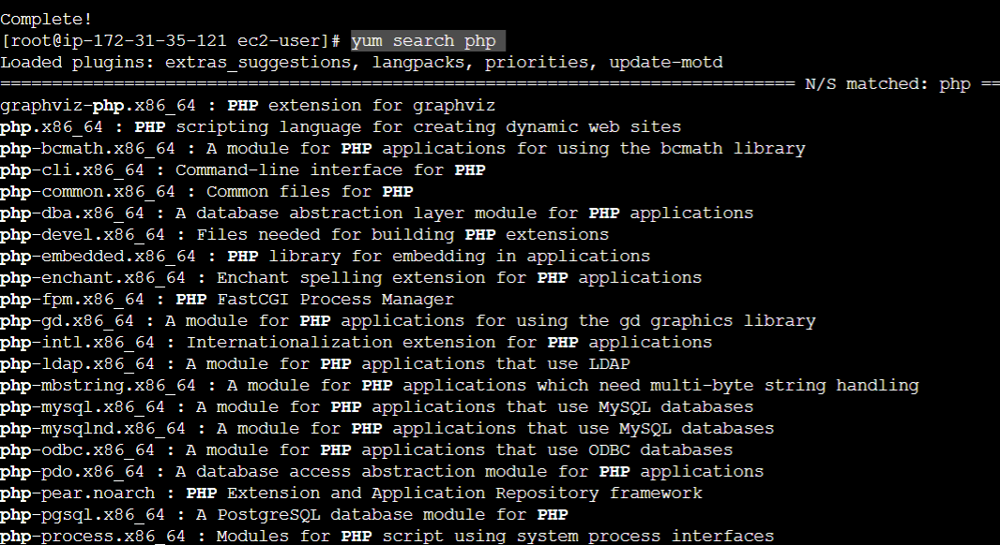 Complete!
[root@ip-172-31-35-121 ec2-user]# yum search php
Loaded plugins: extras_suggestions, langpacks, priorities, update-motd
============================================================================= N/S matched: php ==
graphviz-php.x86_64 : PHP extension for graphviz
php.x86_64 : PHP scripting language for creating dynamic web sites
php-bcmath.x86_64 : A module for PHP applications for using the bcmath library
php-cli.x86_64 : Command-line interface for PHP
php-common.x86_64 : Common files for PHP
php-dba.x86_64 : A database abstraction layer module for PHP applications
php-devel.x86_64 : Files needed for building PHP extensions
php-embedded.x86_64 : PHP library for embedding in applications
php-enchant.x86_64 : Enchant spelling extension for PHP applications
php-fpm.x86_64 : PHP FastCGI Process Manager
php-gd.x86_64 : A module for PHP applications for using the gd graphics library
php-intl.x86_64 : Internationalization extension for PHP applications
php-ldap.x86_64 : A module for PHP applications that use LDAP
php-mbstring.x86_64 : A module for PHP applications which need multi-byte string handling
php-mysql.x86_64 : A module for PHP applications that use MySQL databases
php-mysqlnd.x86_64 : A module for PHP applications that use MySQL databases
php-odbc.x86_64 : A module for PHP applications that use ODBC databases
php-pdo.x86_64 : A database access abstraction module for PHP applications
php-pear.noarch : PHP Extension and Application Repository framework
php-pgsql.x86_64 : A PostgreSQL database module for PHP
php-process.x86_64 : Modules for PHP script using system process interfaces